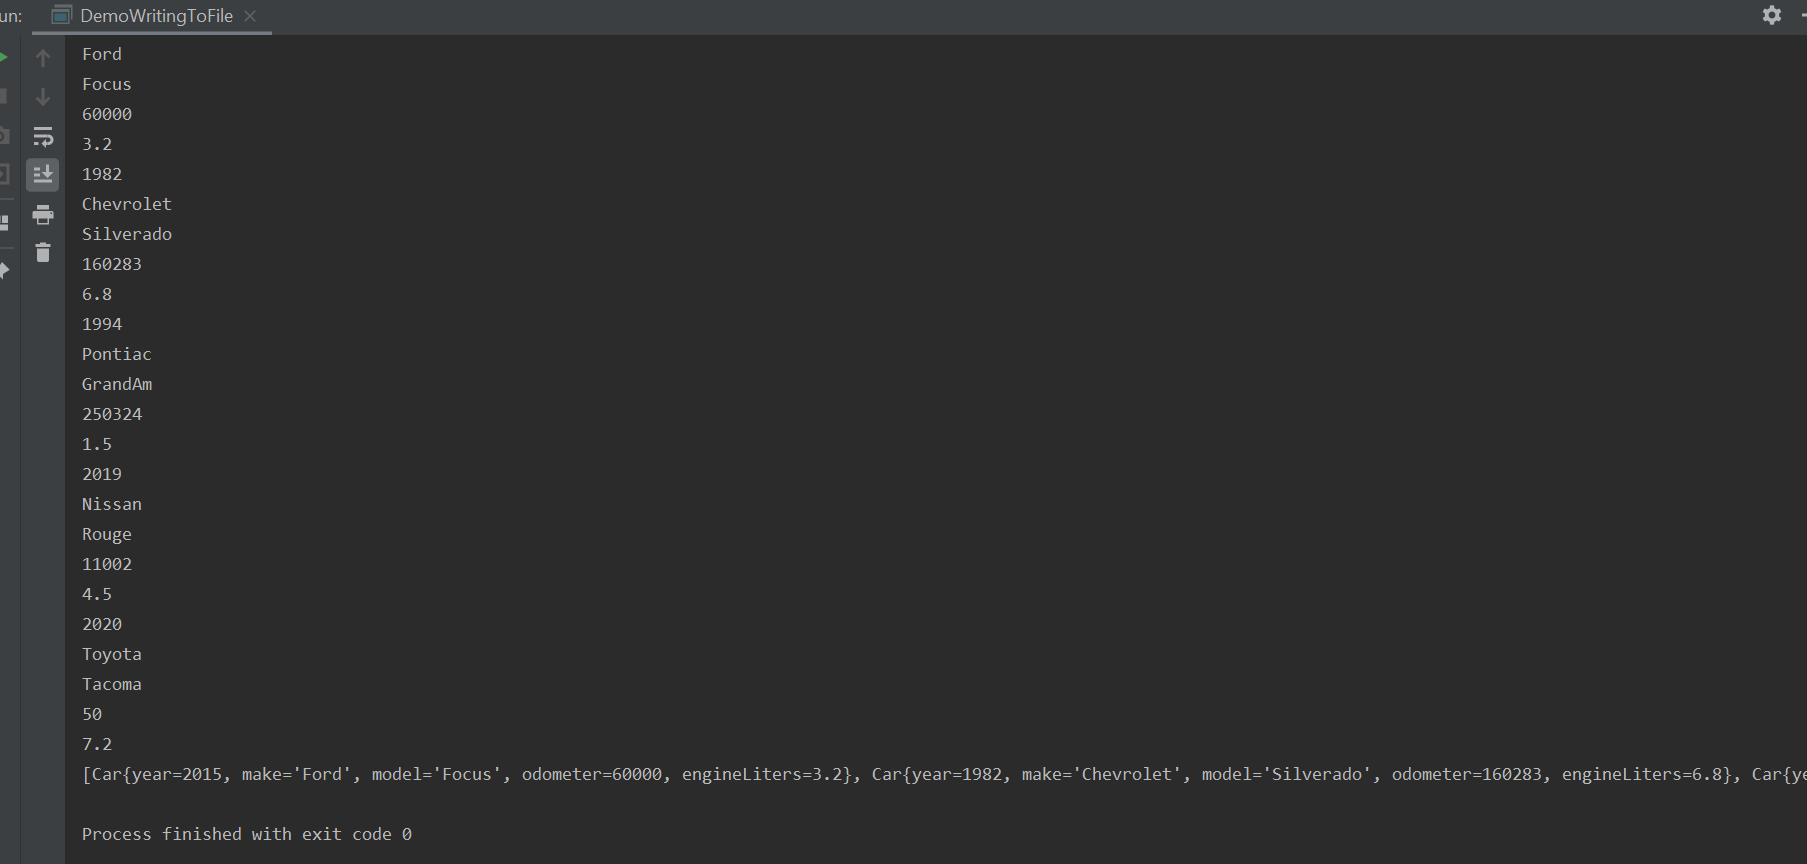 un: DemoWritingToFile
Ford
Focus
60000
3.2
1982
Chevrolet
Silverado
160283
6.8
1994
Pontiac
GrandAm
250324
1.5
2019
Nissan
Rouge
11002
4.5
2020
Toyota
Tacoma
50
7.2
[Car{year=2015, make='Ford', model='Focus', odometer=60000, engineLiters=3.2}, Car{year=1982, make='Chevrolet', model='Silverado', odometer=160283, engineLiters=6.8}, Car{ye
Process finished with exit code 0